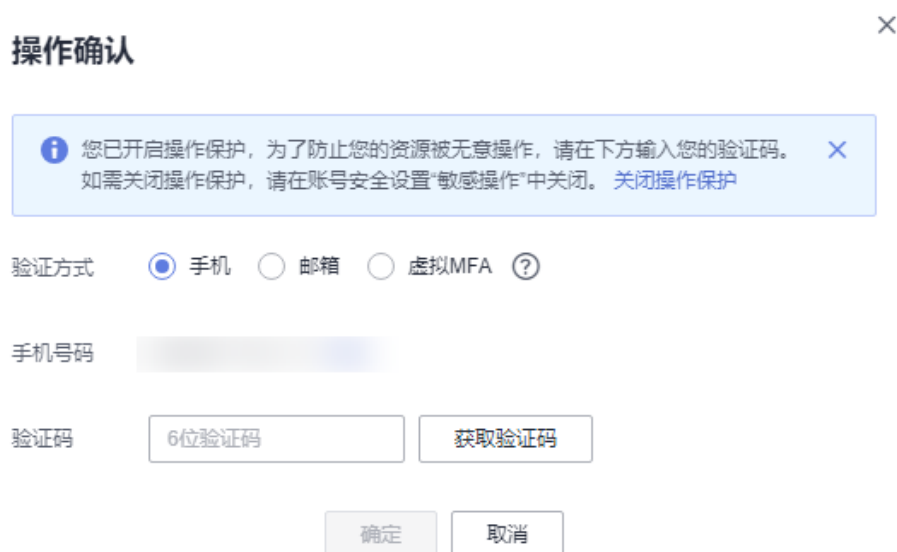 操作确认
您已开启操作保护，为了防止您的资源被无意操作，请在下方输入您的验证码。
如需关闭操作保护，请在账号安全设置“敏感操作”中关闭。 关闭操作保护
验证方式 手机 邮箱 虚拟MFA ?
手机号码
验证码 6位验证码 获取验证码
确定 取消